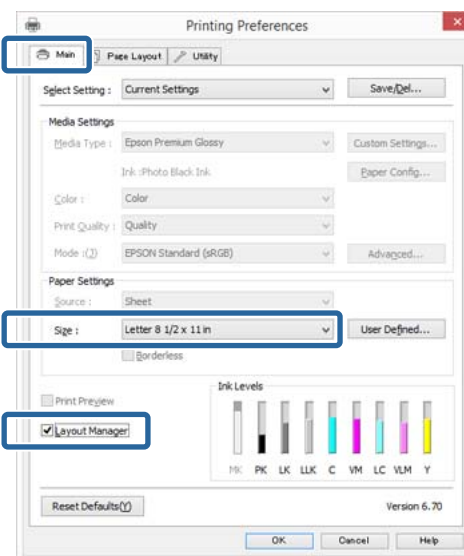 Printing Preferences
Main Page Layout Utility
Select Setting : Current Settings Save/Del...
Media Settings
Media Type : Epson Premium Glossy Custom Settings...
Ink :Photo Black Ink Paper Config...
Color : Color
Print Quality : Quality
Mode :(J) EPSON Standard (sRGB) Advanced...
Paper Settings
Source : Sheet
Size : Letter 8 1/2 x 11 in User Defined...
Borderless
Ink Levels
Print Preview
Layout Manager
MK PK LK LLK C VM LC VLM Y
Reset Defaults(Y) Version 6.70
OK Cancel Help